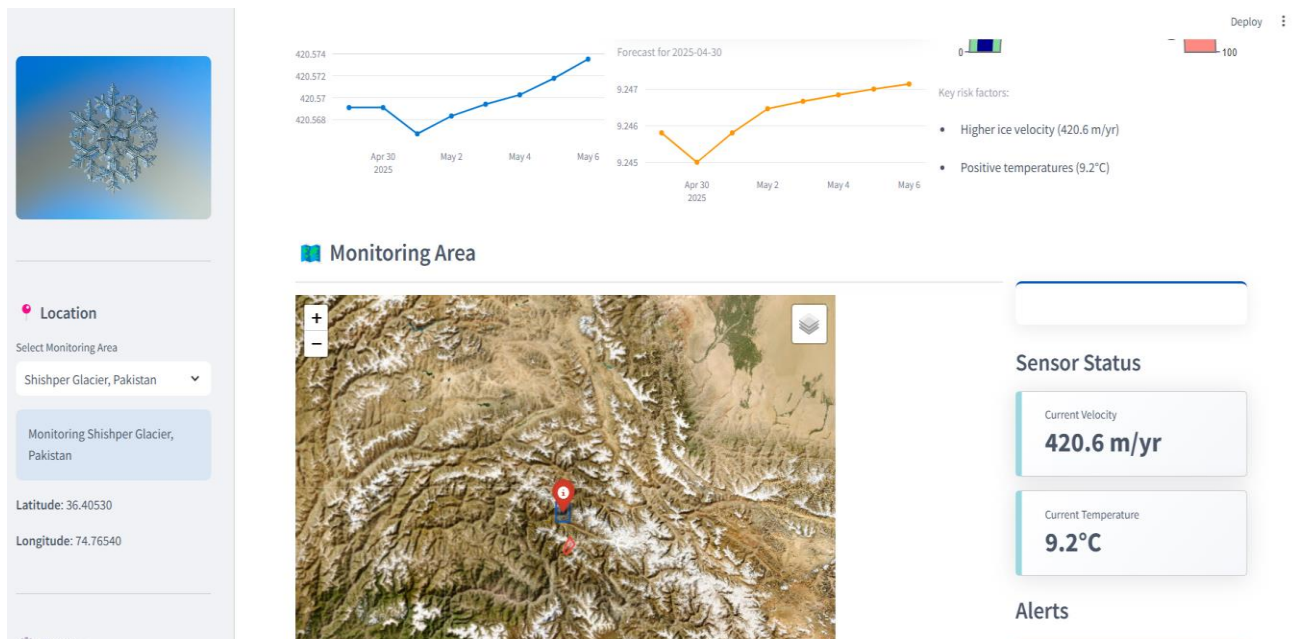 Deploy
420.574
420.572
420.57
420.568
Apr 30
2025
May 2
May 4
May 6
Forecast for 2025-04-30
9.247
9.246
9.245
Apr 30
2025
May 2
May 4
May 6
0
100
Key risk factors:
Higher ice velocity (420.6 m/yr)
Positive temperatures (9.2°C)
Location
Select Monitoring Area
Shishper Glacier, Pakistan
Monitoring Shishper Glacier,
Pakistan
Latitude: 36.40530
Longitude: 74.76540
Monitoring Area
+
−
Sensor Status
Current Velocity
420.6 m/yr
Current Temperature
9.2°C
Alerts